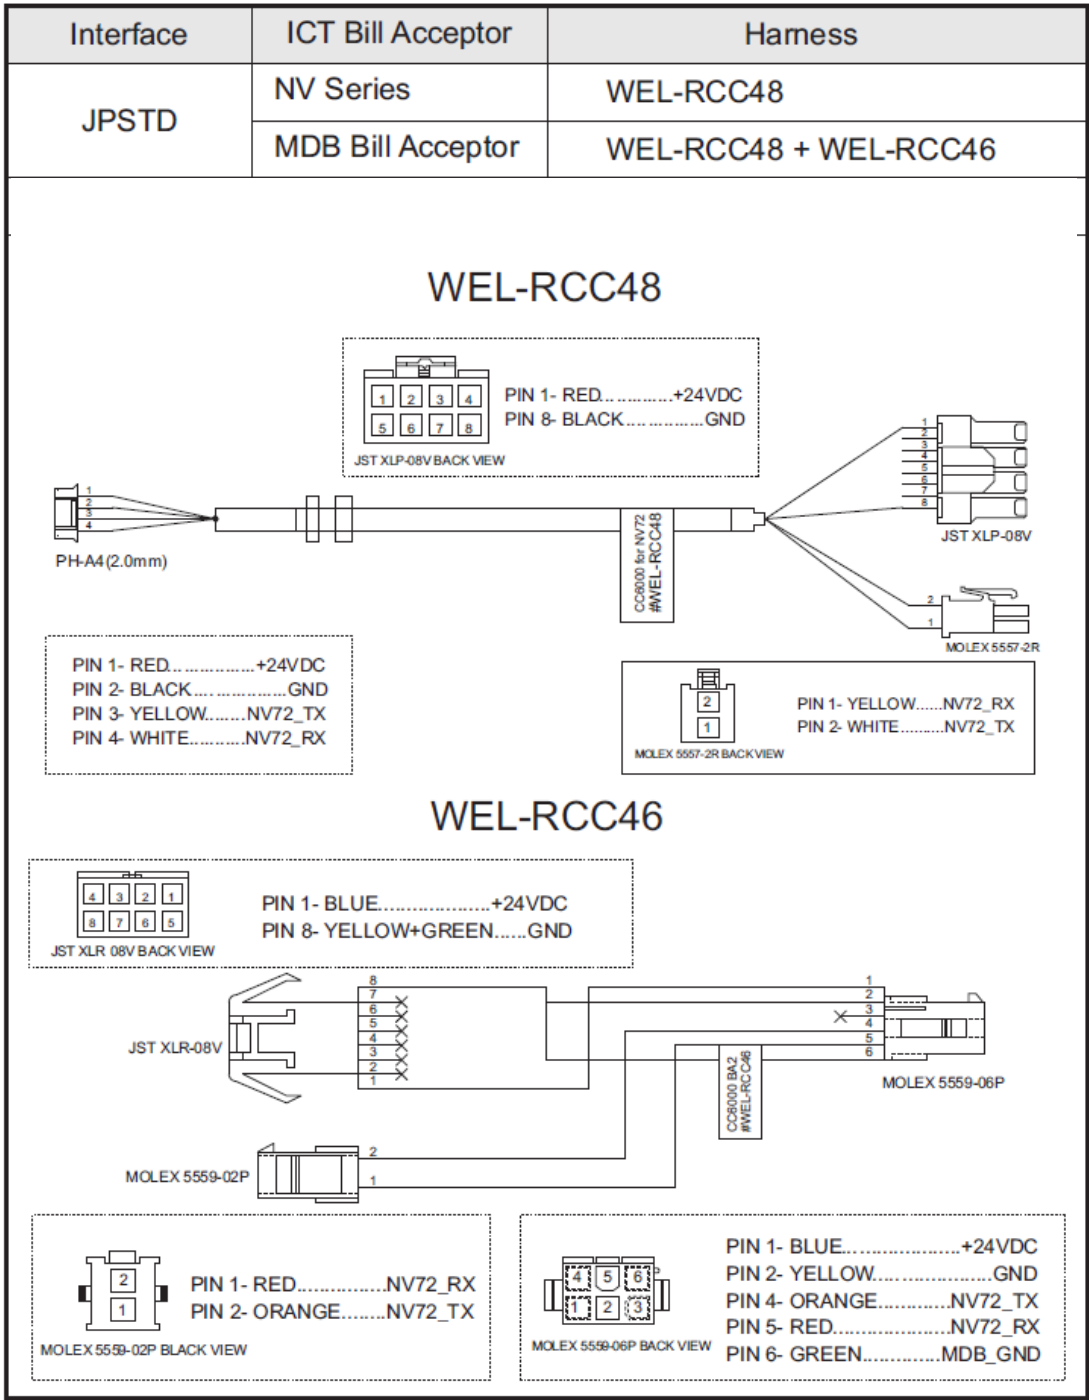 Interface ICT Bill Acceptor Harness
JPSTD
NV Series WEL-RCC48
MDB Bill Acceptor WEL-RCC48 + WEL-RCC46
WEL-RCC48
1 2 3 4
5 6 7 8
JST XLP-08V BACK VIEW
PIN 1- RED...............+24VDC
PIN 8- BLACK................GND
1
2
3
4
PH-A4(2.0mm)
CC6000 for NV72
#WEL-RCC48
1
2
3
4
5
6
7
8
JST XLP-08V
2
1
MOLEX 5557-2R
PIN 1- RED.................+24VDC
PIN 2- BLACK..................GND
PIN 3- YELLOW........NV72_TX
PIN 4- WHITE...........NV72_RX
2
1
MOLEX 5557-2R BACK VIEW
PIN 1- YELLOW......NV72_RX
PIN 2- WHITE..........NV72_TX
WEL-RCC46
4 3 2 1
8 7 6 5
JST XLR 08V BACK VIEW
PIN 1- BLUE....................+24VDC
PIN 8- YELLOW+GREEN......GND
JST XLR-08V
8
7
6
5
4
3
2
1
1
2
3
4
5
6
MOLEX 5559-06P
CC6000 BA2
#WEL-RCC46
MOLEX 5559-02P
2
1
2
1
MOLEX 5559-02P BLACK VIEW
PIN 1- RED................NV72_RX
PIN 2- ORANGE........NV72_TX
4 5 6
1 2 3
MOLEX 5559-06P BACK VIEW
PIN 1- BLUE.....................+24VDC
PIN 2- YELLOW......................GND
PIN 4- ORANGE.............NV72_TX
PIN 5- RED.....................NV72_RX
PIN 6- GREEN..............MDB_GND